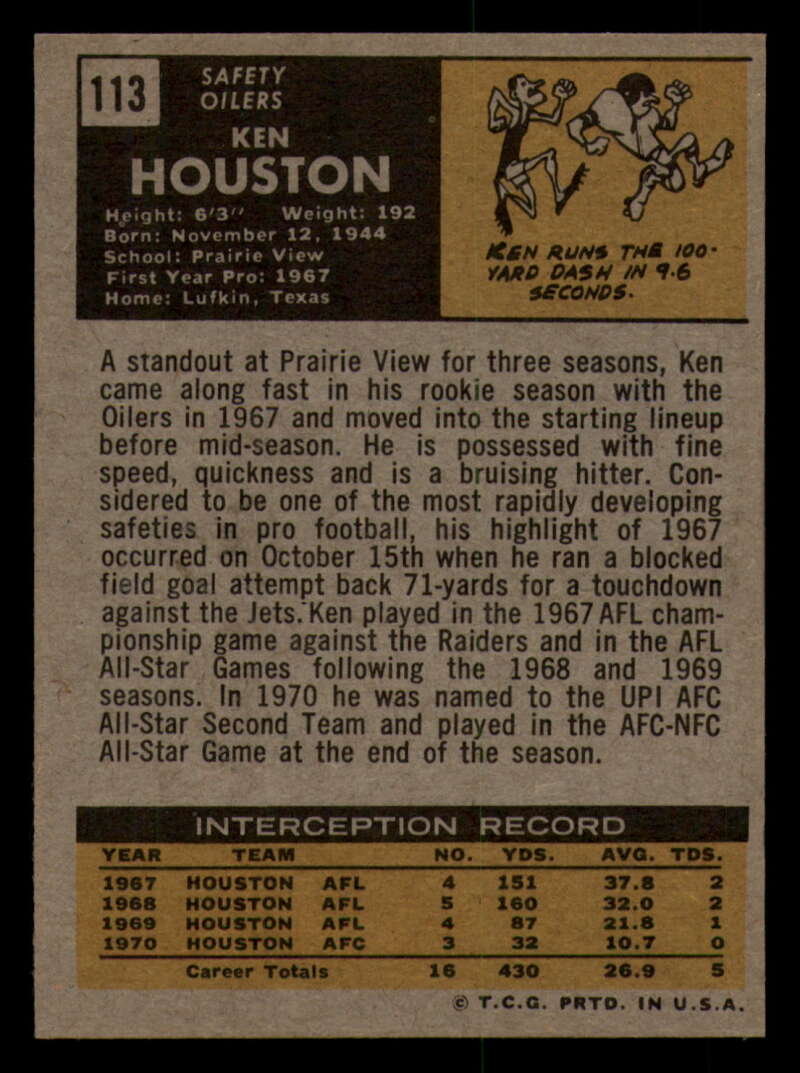 113
SAFETY
OILERS
KEN
HOUSTON
Height: 6'3" Weight: 192
Born: November 12, 1944
School: Prairie View
First Year Pro: 1967
Home: Lufkin, Texas
KEN RUNS THE 100-
YARD DASH IN 9.6
SECONDS.
A standout at Prairie View for three seasons, Ken
came along fast in his rookie season with the
Oilers in 1967 and moved into the starting lineup
before mid-season. He is possessed with fine
speed, quickness and is a bruising hitter. Con-
sidered to be one of the most rapidly developing
safeties in pro football, his highlight of 1967
occurred on October 15th when he ran a blocked
field goal attempt back 71-yards for a touchdown
against the Jets. Ken played in the 1967 AFL cham-
pionship game against the Raiders and in the AFL
All-Star Games following the 1968 and 1969
seasons. In 1970 he was named to the UPI AFC
All-Star Second Team and played in the AFC-NFC
All-Star Game at the end of the season.
INTERCEPTION RECORD
YEAR TEAM NO. YDS. AVG. TDS.
1967 HOUSTON AFL 4 151 37.8 2
1968 HOUSTON AFL 5 160 32.0 2
1969 HOUSTON AFL 4 87 21.8 1
1970 HOUSTON AFC 3 32 10.7 0
Career Totals 16 430 26.9 5
© T.C.G. PRTD. IN U.S.A.